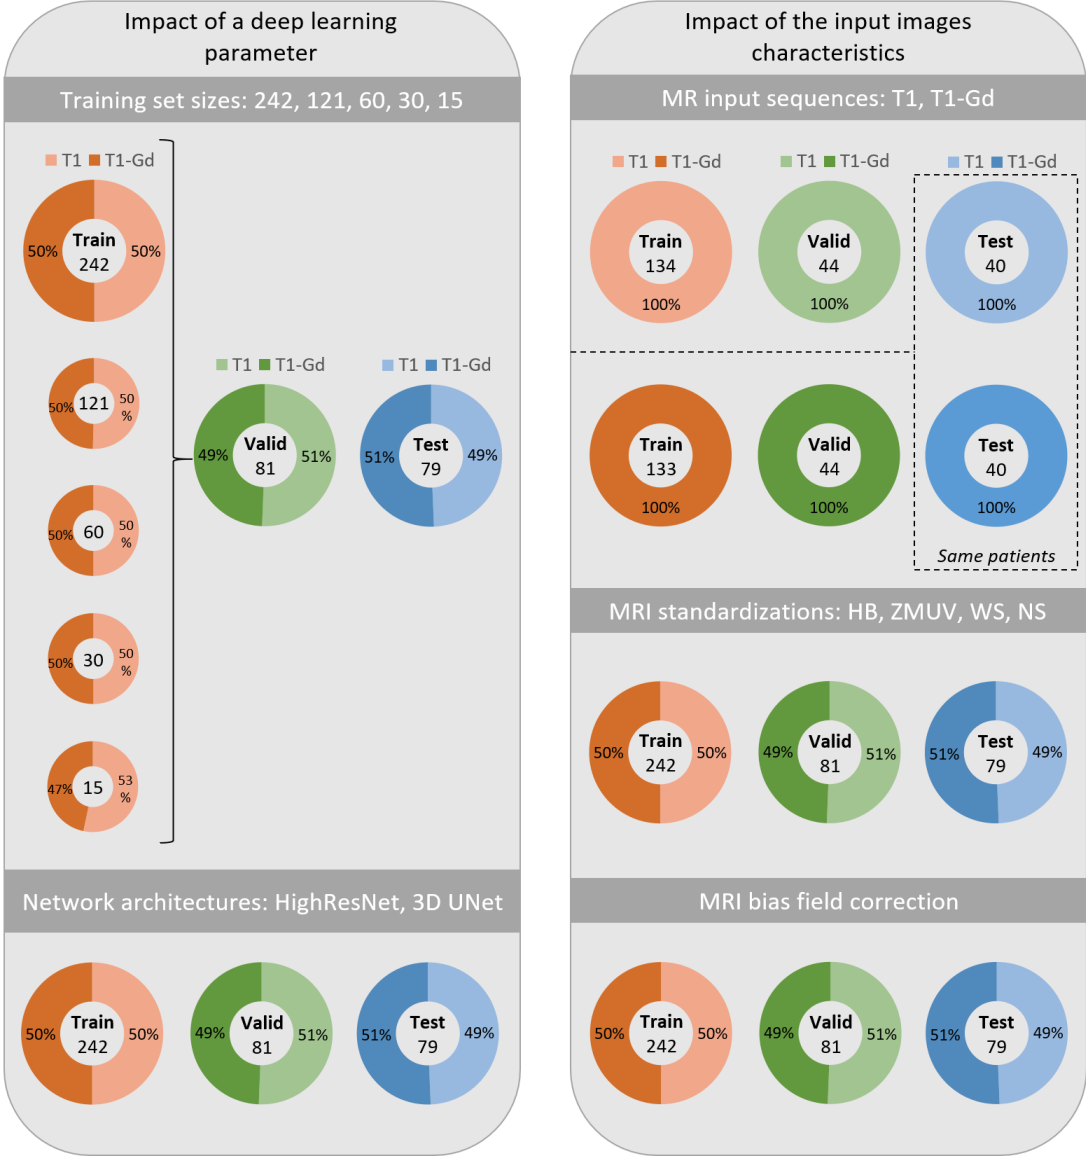 Impact of a deep learning
parameter
Training set sizes: 242, 121, 60, 30, 15
T1 T1-Gd
Train
242
50%
50%
50%
121
50
%
50%
60
50
%
50%
30
50
%
47%
15
53
%
T1 T1-Gd
Valid
81
49%
51%
T1 T1-Gd
Test
79
51%
49%
Network architectures: HighResNet, 3D UNet
50%
Train
242
50%
49%
Valid
81
51%
51%
Test
79
49%
Impact of the input images
characteristics
MR input sequences: T1, T1-Gd
T1 T1-Gd
T1 T1-Gd
T1 T1-Gd
Train
134
100%
Valid
44
100%
Test
40
100%
Train
133
100%
Valid
44
100%
Test
40
100%
Same patients
MRI standardizations: HB, ZMUV, WS, NS
50%
Train
242
50%
49%
Valid
81
51%
51%
Test
79
49%
MRI bias field correction
50%
Train
242
50%
49%
Valid
81
51%
51%
Test
79
49%